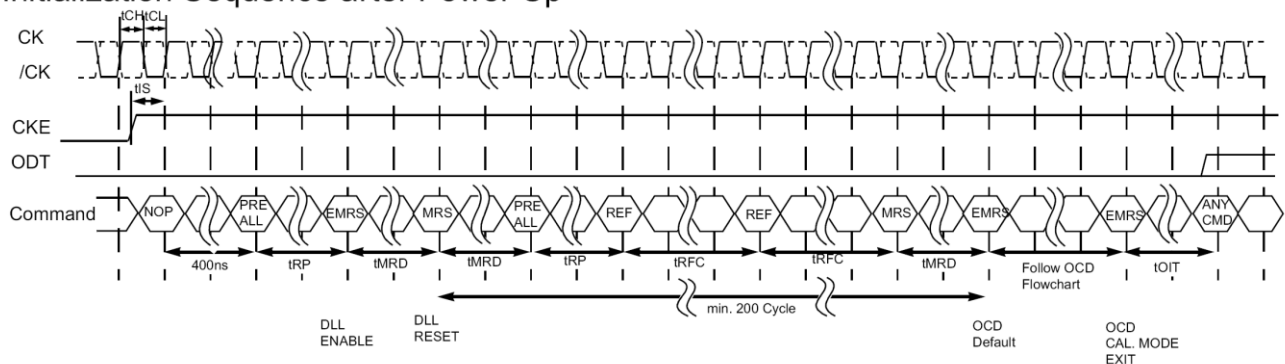 Initialization Sequence after Power Up
tCH tCL
CK
/CK
tIS
CKE
ODT
Command
NOP
PRE
ALL
EMRS
MRS
PRE
ALL
REF
REF
MRS
EMRS
EMRS
ANY
CMD
400ns
tRP
tMRD
tMRD
tRP
tRFC
tRFC
tMRD
Follow OCD
Flowchart
tOIT
min. 200 Cycle
DLL
ENABLE
DLL
RESET
OCD
Default
OCD
CAL. MODE
EXIT